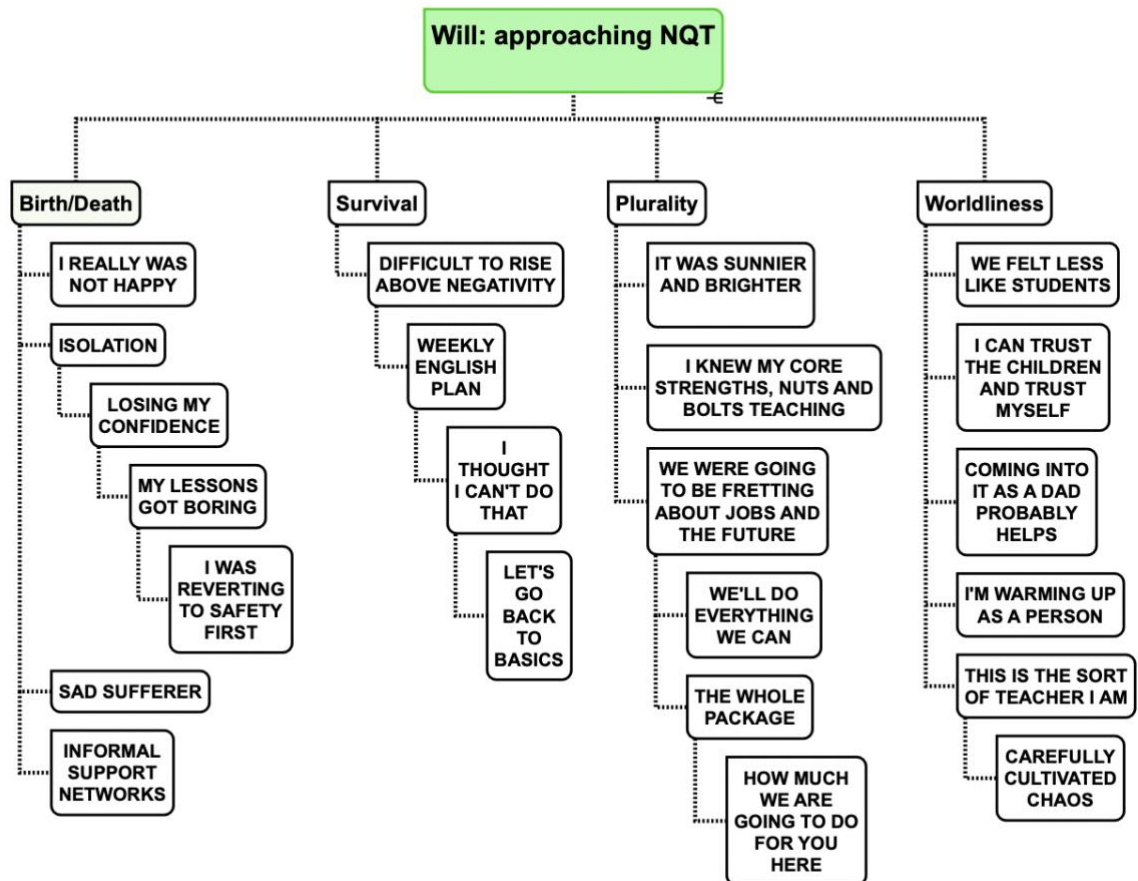 Will: approaching NQT
Birth/Death
I REALLY WAS
NOT HAPPY
ISOLATION
LOSING MY
CONFIDENCE
MY LESSONS
GOT BORING
I WAS
REVERTING
TO SAFETY
FIRST
SAD SUFFERER
INFORMAL
SUPPORT
NETWORKS
Survival
DIFFICULT TO RISE
ABOVE NEGATIVITY
WEEKLY
ENGLISH
PLAN
I
THOUGHT
I CAN'T DO
THAT
LET'S
GO
BACK
TO
BASICS
Plurality
IT WAS SUNNIER
AND BRIGHTER
I KNEW MY CORE
STRENGTHS, NUTS AND
BOLTS TEACHING
WE WERE GOING
TO BE FRETTING
ABOUT JOBS AND
THE FUTURE
WE'LL DO
EVERYTHING
WE CAN
THE WHOLE
PACKAGE
HOW MUCH
WE ARE
GOING TO DO
FOR YOU
HERE
Worldliness
WE FELT LESS
LIKE STUDENTS
I CAN TRUST
THE CHILDREN
AND TRUST
MYSELF
COMING INTO
IT AS A DAD
PROBABLY
HELPS
I'M WARMING UP
AS A PERSON
THIS IS THE SORT
OF TEACHER I AM
CAREFULLY
CULTIVATED
CHAOS